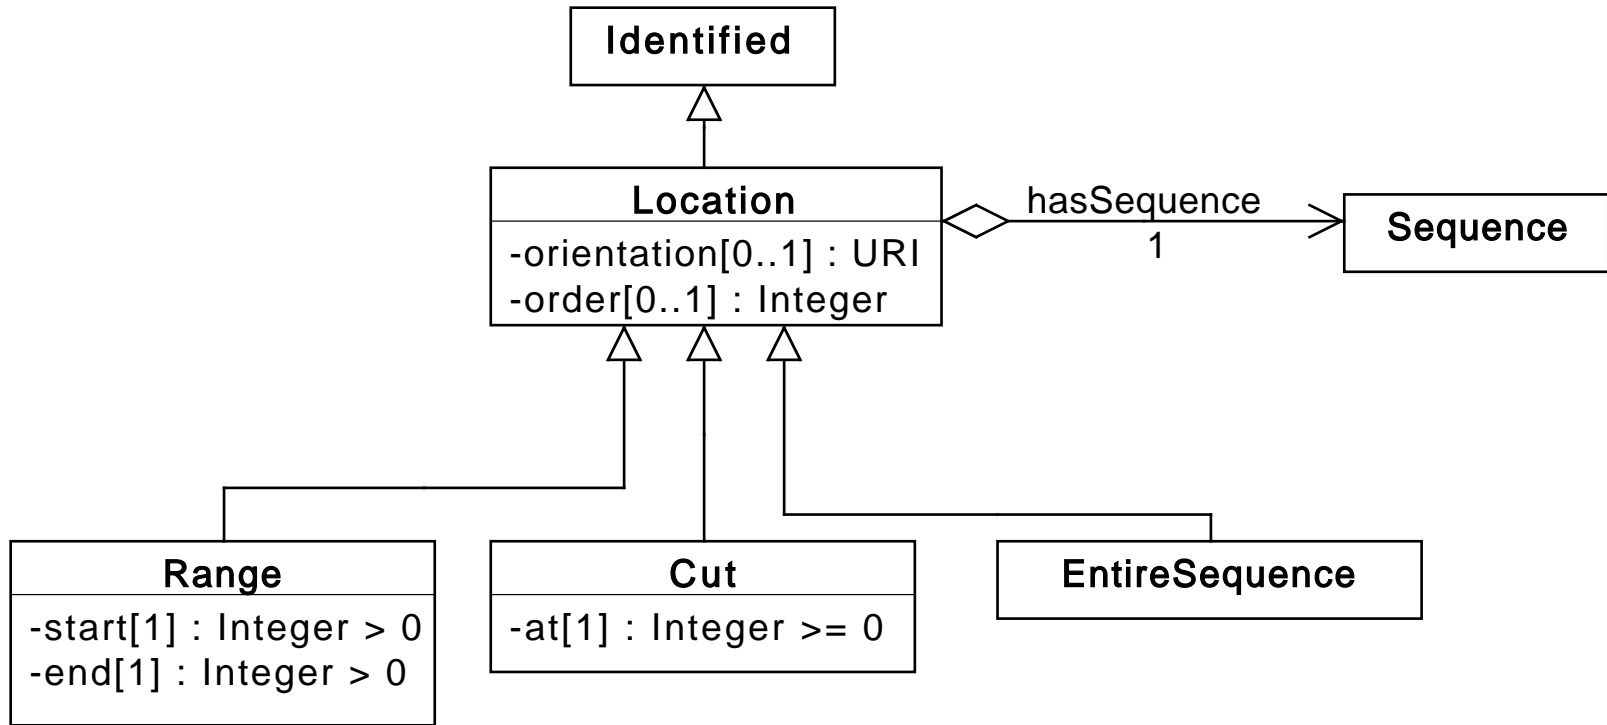 Identified
Location
-orientation[0..1] : URI
-order[0..1] : Integer
hasSequence
1
Sequence
Range
-start[1] : Integer > 0
-end[1] : Integer > 0
Cut
-at[1] : Integer >= 0
EntireSequence